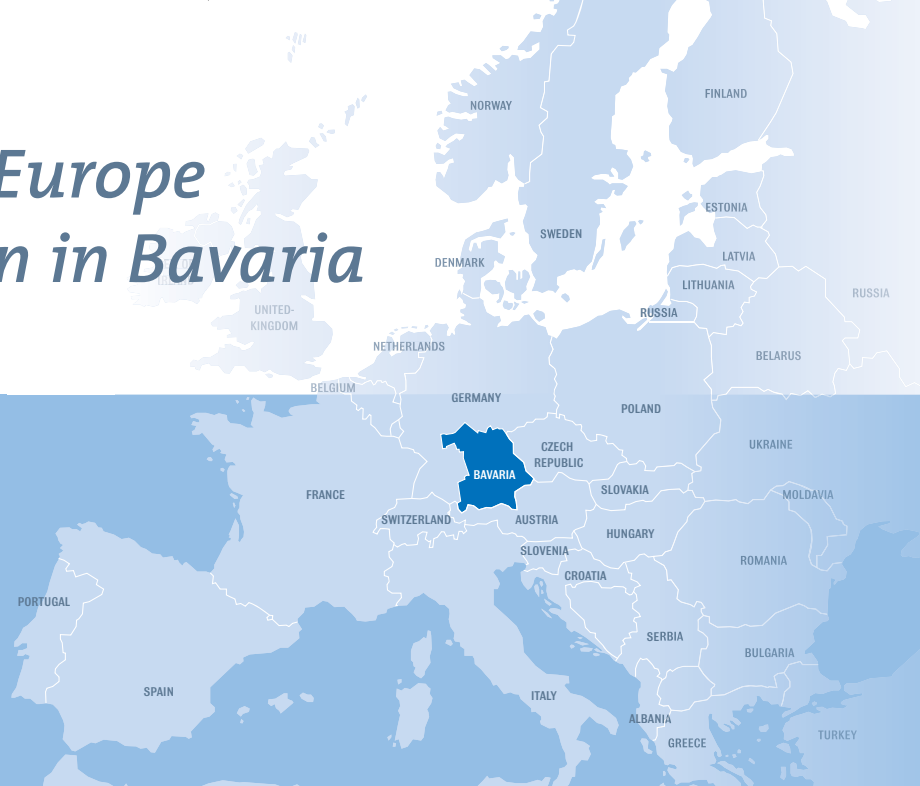 NORWAY
FINLAND
Europe
n in Bavaria
ESTONIA
SWEDEN
LATVIA
DENMARK
LITHUANIA
RUSSIA
RUSSIA
UNITED-
KINGDOM
NETHERLANDS
BELARUS
BELGIUM
GERMANY
POLAND
UKRAINE
CZECH
REPUBLIC
BAVARIA
FRANCE
SLOVAKIA
MOLDAVIA
SWITZERLAND
AUSTRIA
HUNGARY
SLOVENIA
ROMANIA
CROATIA
PORTUGAL
SERBIA
BULGARIA
SPAIN
ITALY
ALBANIA
TURKEY
GREECE